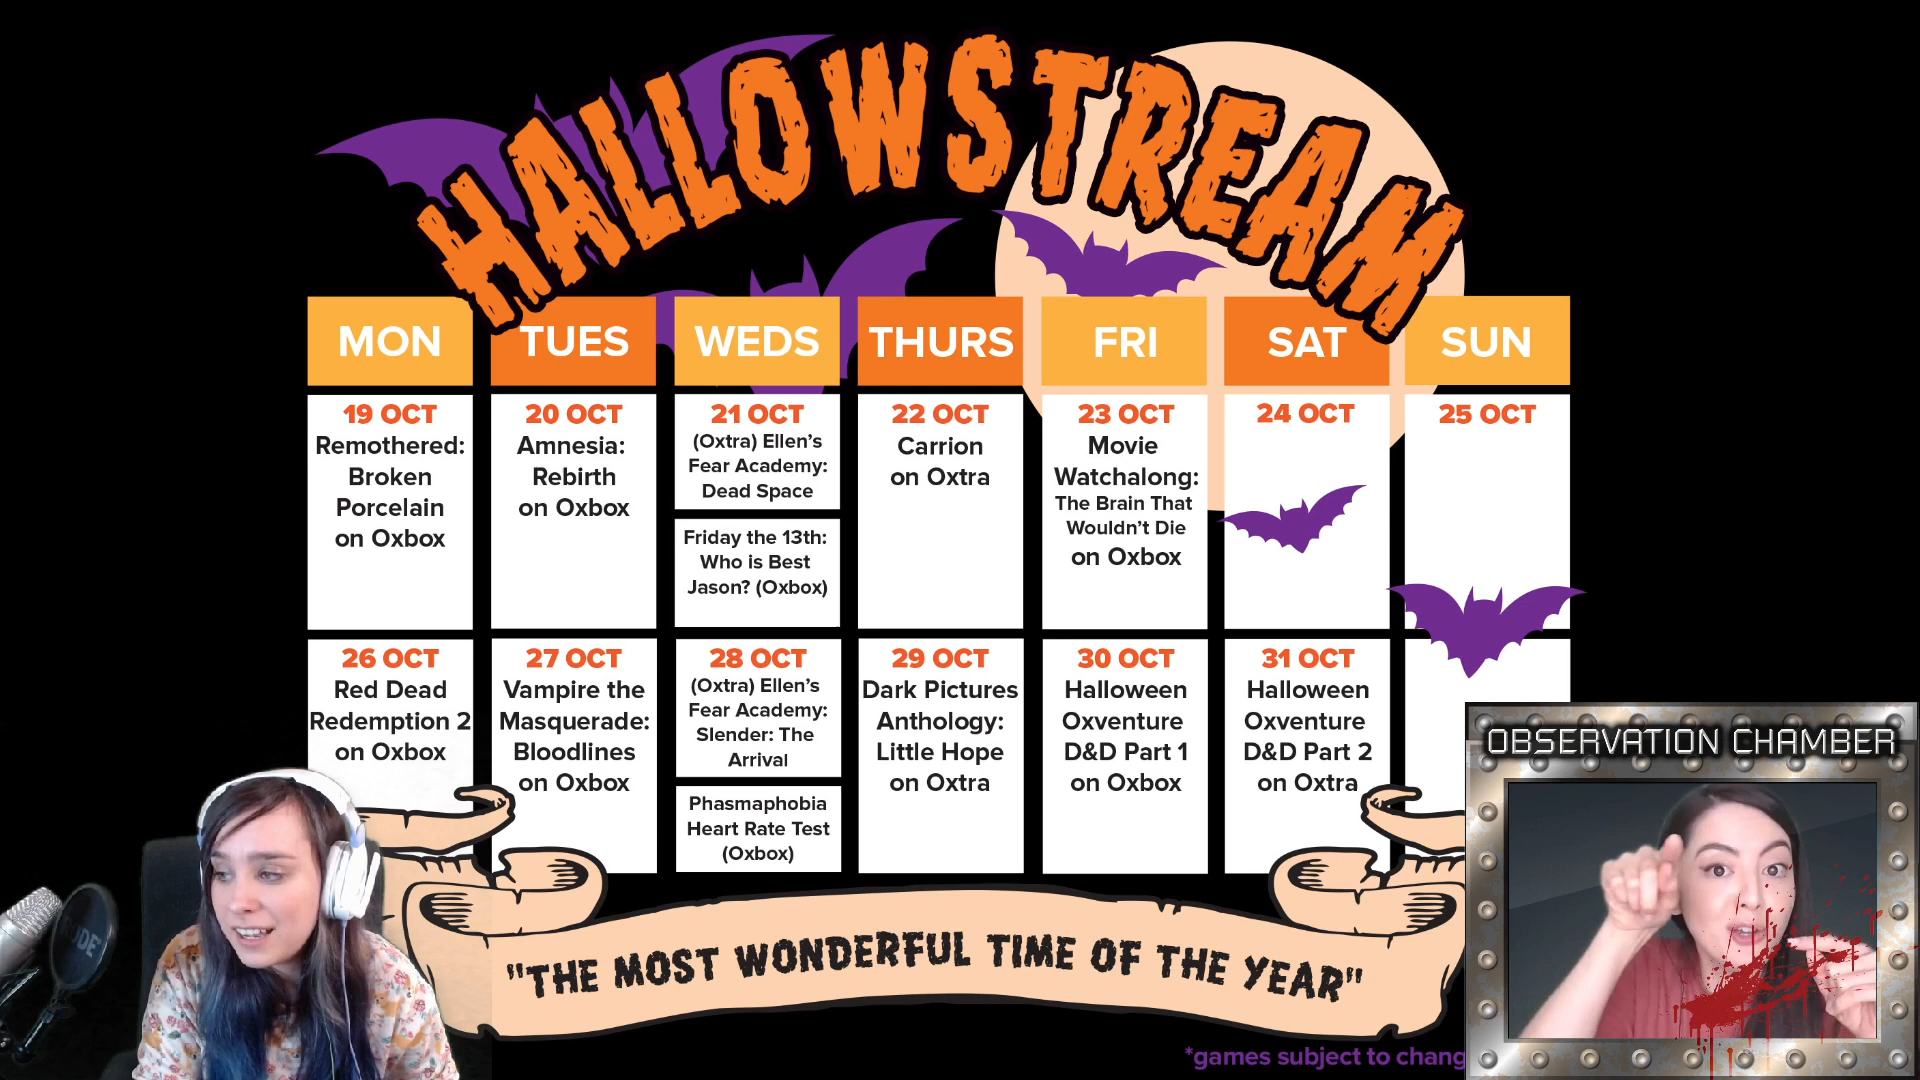 HALLOWSTREAM
MON
TUES
WEDS
THURS
FRI
SAT
SUN
19 OCT
Remothered:
Broken
Porcelain
on Oxbox
20 OCT
Amnesia:
Rebirth
on Oxbox
21 OCT
(Oxtra) Ellen's
Fear Academy:
Dead Space
Friday the 13th:
Who is Best
Jason? (Oxbox)
22 OCT
Carrion
on Oxtra
23 OCT
Movie
Watchalong:
The Brain That
Wouldn't Die
on Oxbox
24 OCT
25 OCT
26 OCT
Red Dead
Redemption 2
on Oxbox
27 OCT
Vampire the
Masquerade:
Bloodlines
on Oxbox
28 OCT
(Oxtra) Ellen's
Fear Academy:
Slender: The
Arrival
Phasmaphobia
Heart Rate Test
(Oxbox)
29 OCT
Dark Pictures
Anthology:
Little Hope
on Oxtra
30 OCT
Halloween
Oxventure
D&D Part 1
on Oxbox
31 OCT
Halloween
Oxventure
D&D Part 2
on Oxtra
OBSERVATION CHAMBER
"THE MOST WONDERFUL TIME OF THE YEAR"
*games subject to chang